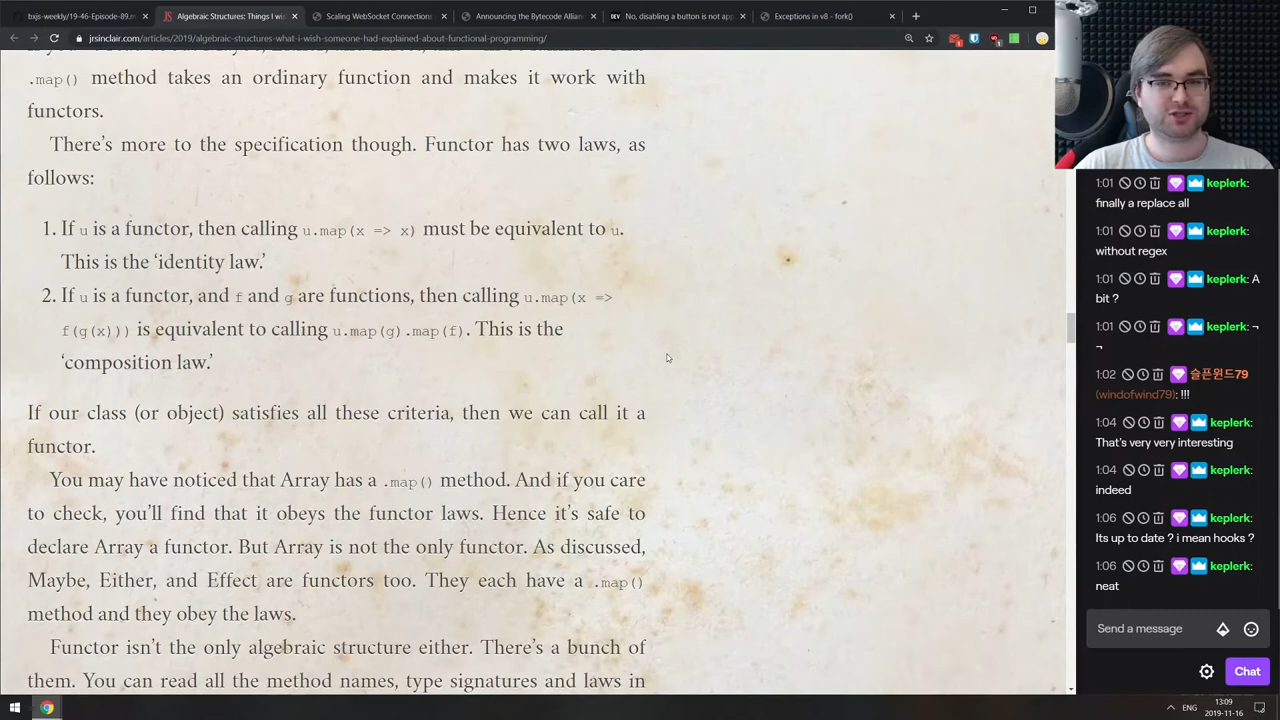 bxjs-weekly/19-46-Episode-89.m
Algebraic Structures: Things I wi
Scaling WebSocket Connections
Announcing the Bytecode Allian
No, disabling a button is not app
Exceptions in v8 - fork()
jrsinclair.com/articles/2019/algebraic-structures-what-i-wish-someone-had-explained-about-functional-programming/
.map() method takes an ordinary function and makes it work with
functors.
There's more to the specification though. Functor has two laws, as
follows:
1. If u is a functor, then calling u.map(x => x) must be equivalent to u.
This is the ‘identity law.’
2. If u is a functor, and f and g are functions, then calling u.map(x =>
f(g(x))) is equivalent to calling u.map(g).map(f). This is the
‘composition law.’
If our class (or object) satisfies all these criteria, then we can call it a
functor.
You may have noticed that Array has a .map() method. And if you care
to check, you'll find that it obeys the functor laws. Hence it's safe to
declare Array a functor. But Array is not the only functor. As discussed,
Maybe, Either, and Effect are functors too. They each have a .map()
method and they obey the laws.
Functor isn't the only algebraic structure either. There's a bunch of
them. You can read all the method names, type signatures and laws in
1:01 keplerk:
finally a replace all
1:01 keplerk:
without regex
1:01 keplerk: A
bit ?
1:01 keplerk: ¬
¬
1:02 슬픈윈드79
(windofwind79): !!!
1:04 keplerk:
That's very very interesting
1:04 keplerk:
indeed
1:06 keplerk:
Its up to date ? i mean hooks ?
1:06 keplerk:
neat
Send a message
Chat
ENG
13:09
2019-11-16